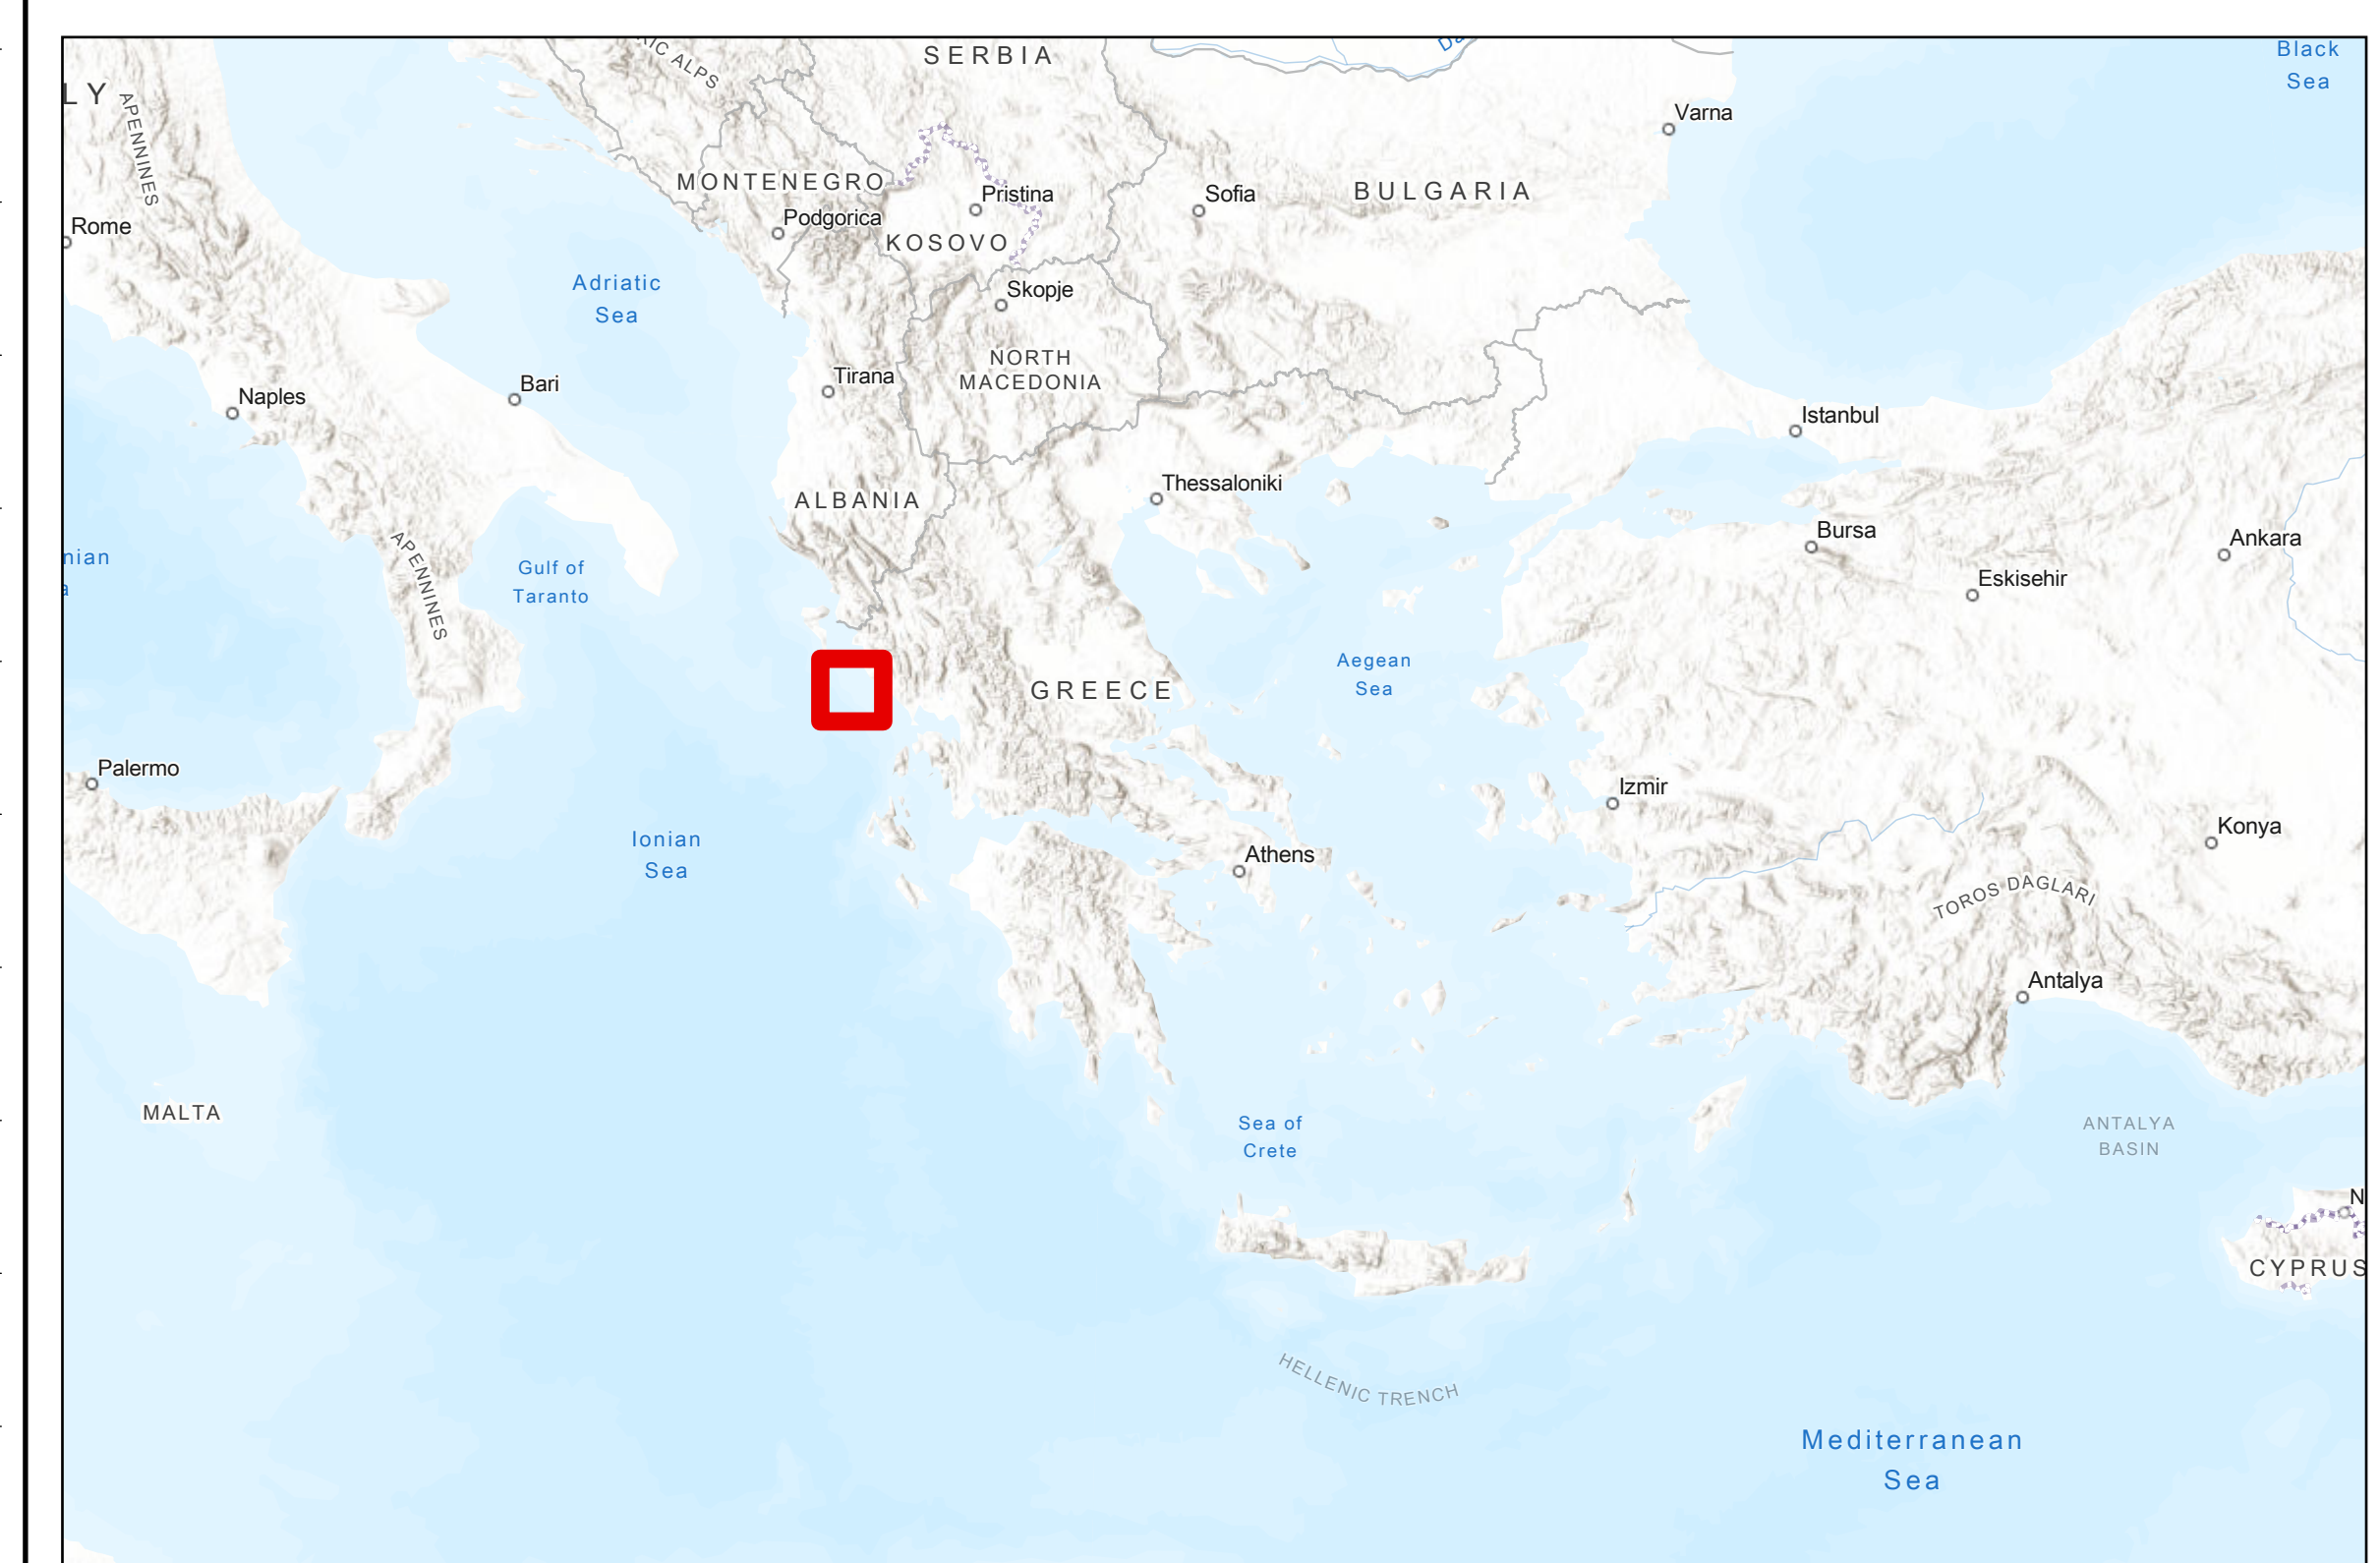 SERBIA
Black
Sea
LY
APENNINES
Varna
MONTENEGRO
Pristina
Sofia
BULGARIA
Podgorica
Rome
KOSOVO
Adriatic
Sea
Skopje
NORTH
MACEDONIA
Tirana
Bari
Naples
Istanbul
Thessaloniki
ALBANIA
Bursa
Ankara
APENNINES
nian
Gulf of
Taranto
Eskisehir
Aegean
Sea
GREECE
Palermo
Izmir
Konya
Ionian
Sea
Athens
TOROS DAGLARI
Antalya
MALTA
Sea of
Crete
ANTALYA
BASIN
N
CYPRUS
HELLENIC TRENCH
Mediterranean
Sea
IC ALPS